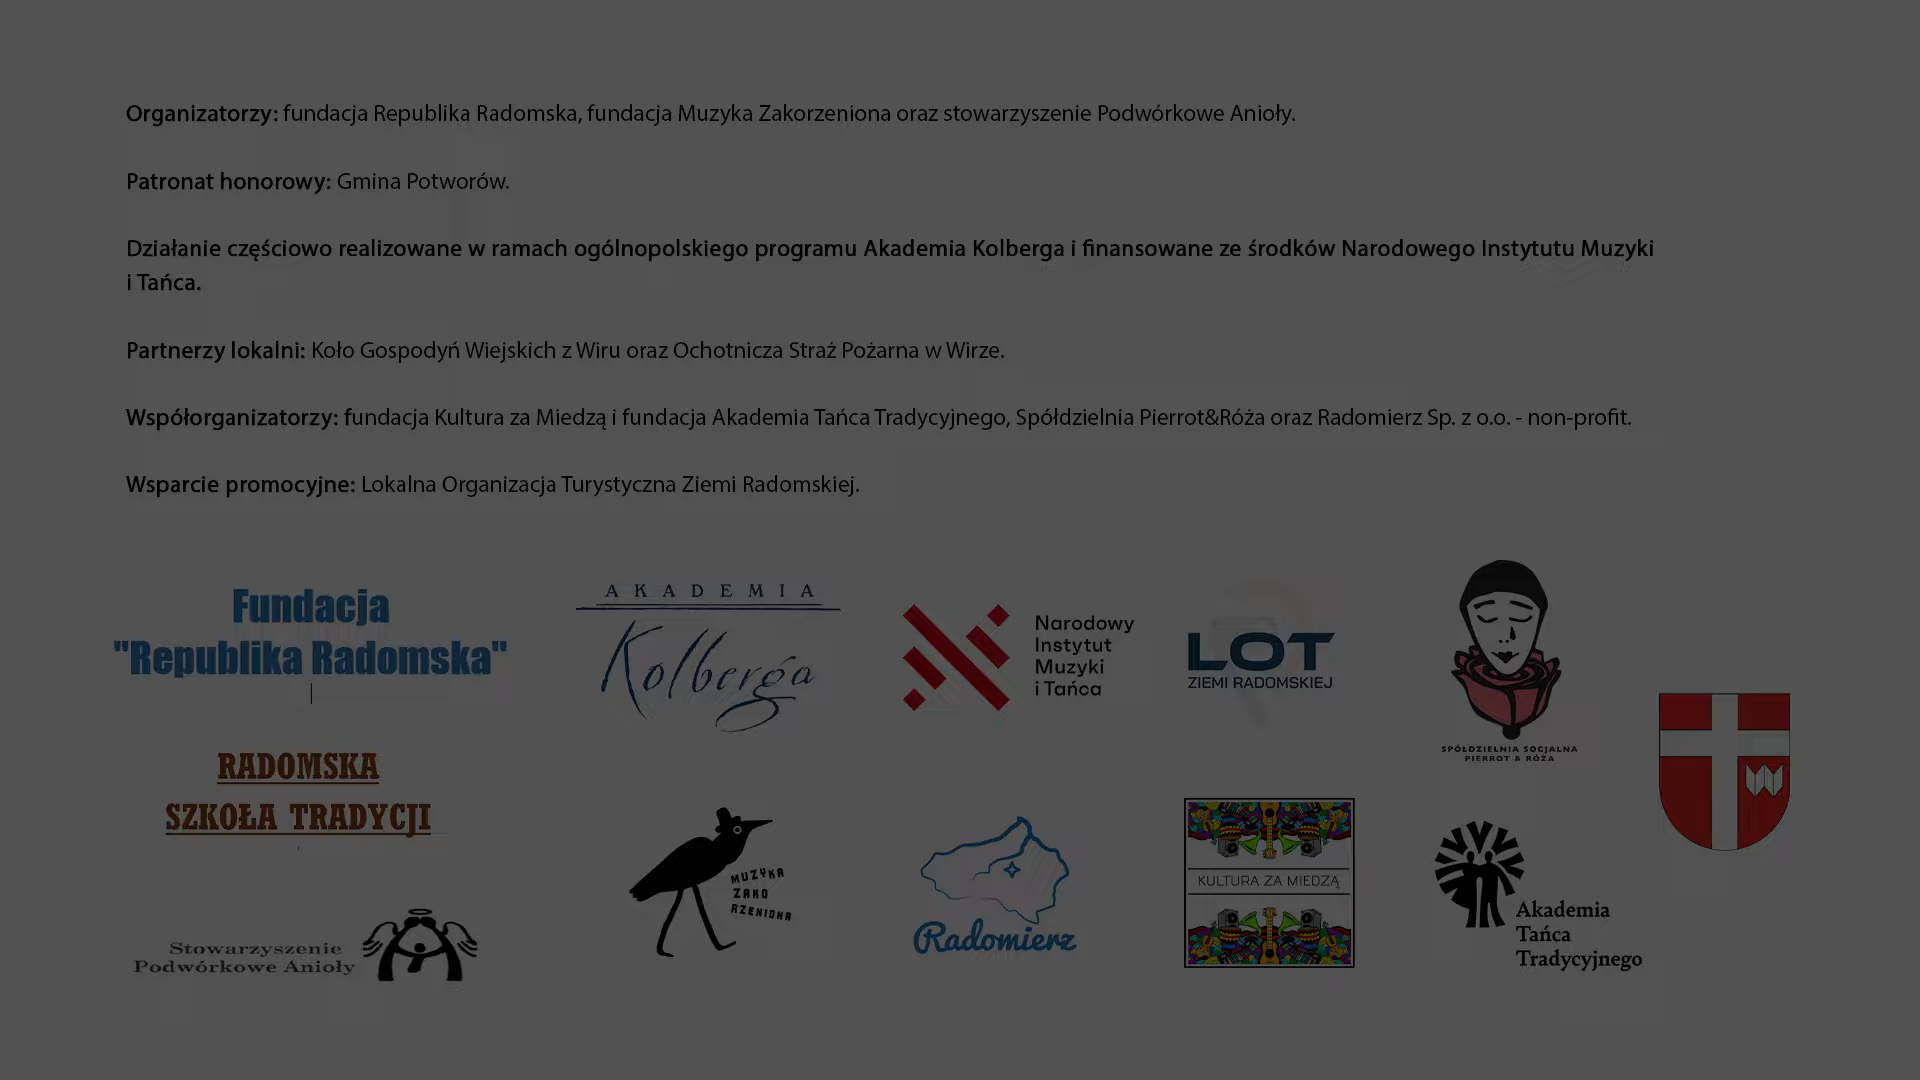 Organizatorzy: fundacja Republika Radomska, fundacja Muzyka Zakorzeniona oraz stowarzyszenie Podwórkowe Anioły.
Patronat honorowy: Gmina Potworów.
Działanie częściowo realizowane w ramach ogólnopolskiego programu Akademia Kolberga i finansowane ze środków Narodowego Instytutu Muzyki
i Tańca.
Partnerzy lokalni: Koło Gospodyń Wiejskich z Wiru oraz Ochotnicza Straż Pożarna w Wirze.
Współorganizatorzy: fundacja Kultura za Miedzą i fundacja Akademia Tańca Tradycyjnego, Spółdzielnia Pierrot&Róża oraz Radomierz Sp. z o.o. - non-profit.
Wsparcie promocyjne: Lokalna Organizacja Turystyczna Ziemi Radomskiej.
Fundacja
"Republika Radomska"
AKADEMIA
Kolberga
Narodowy
Instytut
Muzyki
i Tańca
LOT
ZIEMI RADOMSKIEJ
SPÓŁDZIELNIA SOCJALNA
PIERROT & RÓŻA
RADOMSKA
SZKOŁA TRADYCJI
MUZYKA
ZAKO
RZENIONA
Radomierz
KULTURA ZA MIEDZĄ
Akademia
Tańca
Tradycyjnego
Stowarzyszenie
Podwórkowe Anioły